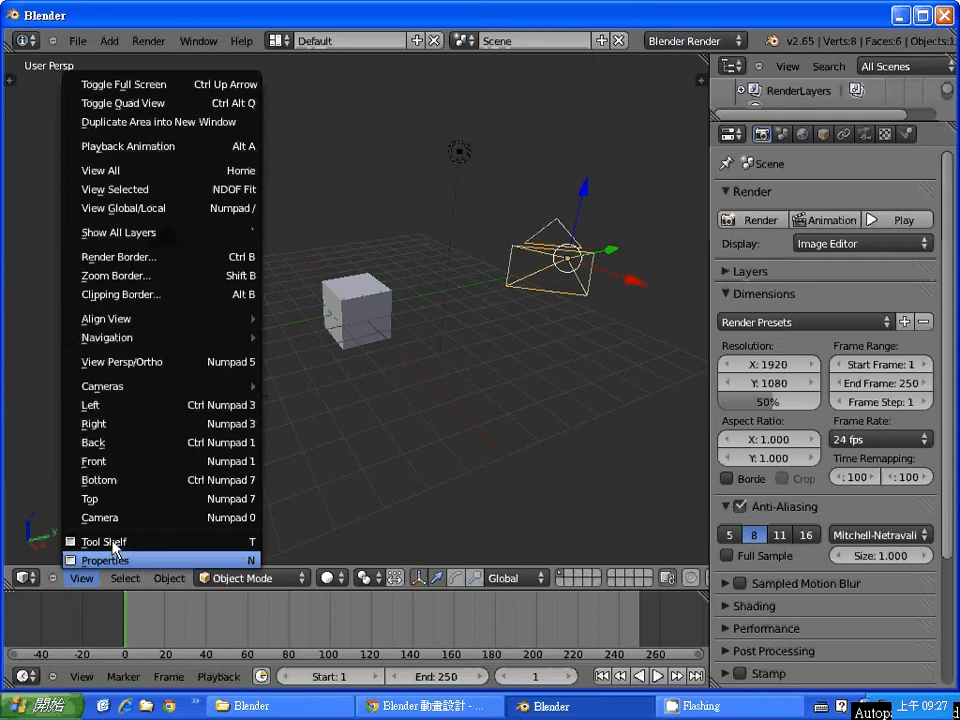 Blender
File Add Render Window Help Default Scene Blender Render v2.65 | Verts:8 | Faces:6 | Objects:1
User Persp
View Search All Scenes
RenderLayers
Toggle Full Screen Ctrl Up Arrow
Toggle Quad View Ctrl Alt Q
Duplicate Area into New Window
Playback Animation Alt A
View All Home
View Selected NDOF Fit
View Global/Local Numpad /
Show All Layers `
Render Border... Ctrl B
Zoom Border... Shift B
Clipping Border... Alt B
Align View
Navigation
View Persp/Ortho Numpad 5
Cameras
Left Ctrl Numpad 3
Right Numpad 3
Back Ctrl Numpad 1
Front Numpad 1
Bottom Ctrl Numpad 7
Top Numpad 7
Camera Numpad 0
Tool Shelf T
Properties N
View Select Object Object Mode Global
Scene
Render
Render Animation Play
Display: Image Editor
Layers
Dimensions
Render Presets
Resolution: Frame Range:
X: 1920 Start Frame: 1
Y: 1080 End Frame: 250
50% Frame Step: 1
Aspect Ratio: Frame Rate:
X: 1.000 24 fps
Y: 1.000 Time Remapping:
Borde Crop : 100 : 100
Anti-Aliasing
5 8 11 16 Mitchell-Netravali
Full Sample Size: 1.000
Sampled Motion Blur
Shading
Performance
Post Processing
Stamp
-40 -20 0 20 40 60 80 100 120 140 160 180 200 220 240 260
View Marker Frame Playback Start: 1 End: 250 1
開始 Blender Blender 動畫設計 - ... Blender Flashing 上午 09:27